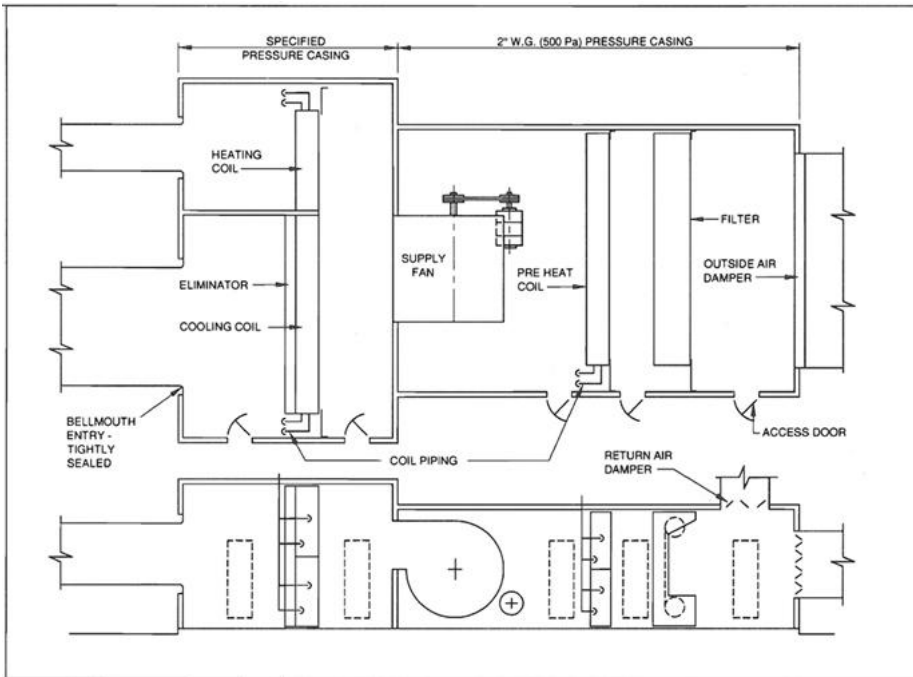 SPECIFIED
PRESSURE CASING
2" W.G. (500 Pa) PRESSURE CASING
HEATING
COIL
FILTER
SUPPLY
FAN
PRE HEAT
COIL
OUTSIDE AIR
DAMPER
ELIMINATOR
COOLING COIL
BELLMOUTH
ENTRY -
TIGHTLY
SEALED
COIL PIPING
ACCESS DOOR
RETURN AIR
DAMPER